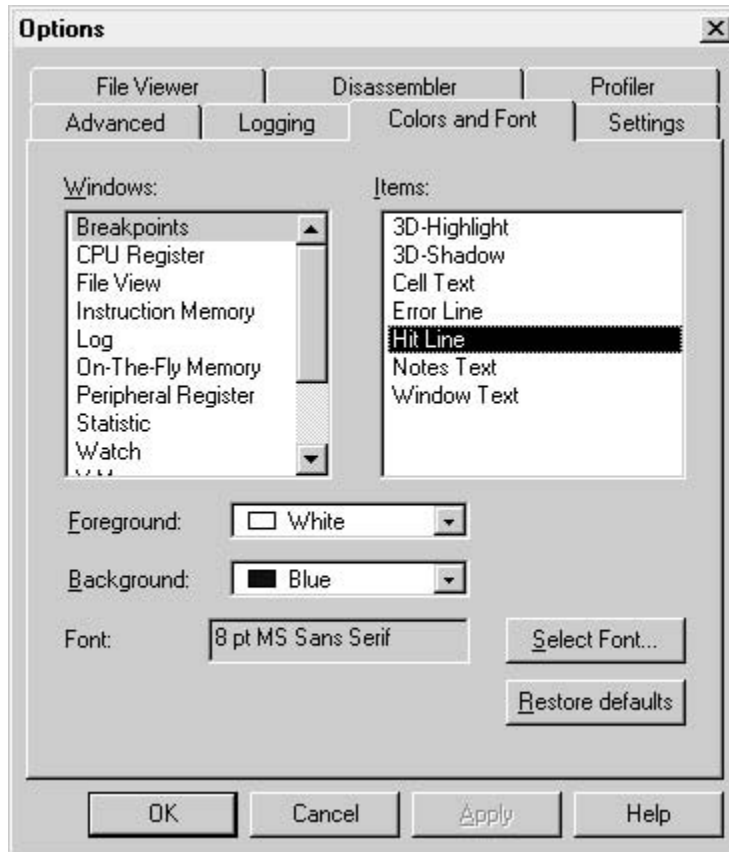 Options
File Viewer Disassembler Profiler
Advanced Logging Colors and Font Settings
Windows: Items:
Breakpoints
CPU Register
File View
Instruction Memory
Log
On-The-Fly Memory
Peripheral Register
Statistic
Watch
3D-Highlight
3D-Shadow
Cell Text
Error Line
Hit Line
Notes Text
Window Text
Foreground: White
Background: Blue
Font: 8 pt MS Sans Serif Select Font...
Restore defaults
OK Cancel Apply Help